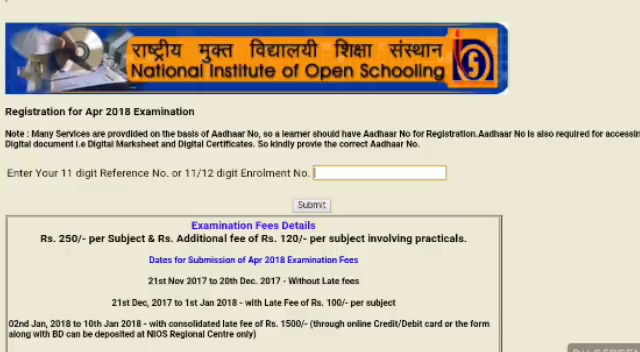 राष्ट्रीय मुक्त विद्यालयी शिक्षा संस्थान
National Institute of Open Schooling
Registration for Apr 2018 Examination
Note : Many Services are provdided on the basis of Aadhaar No, so a learner should have Aadhaar No for Registration.Aadhaar No is also required for accessin
Digital document i.e Digital Marksheet and Digital Certificates. So kindly provie the correct Aadhaar No.
Enter Your 11 digit Reference No. or 11/12 digit Enrolment No.
Submit
Examination Fees Details
Rs. 250/- per Subject & Rs. Additional fee of Rs. 120/- per subject involving practicals.
Dates for Submission of Apr 2018 Examination Fees
21st Nov 2017 to 20th Dec. 2017 - Without Late fees
21st Dec, 2017 to 1st Jan 2018 - with Late Fee of Rs. 100/- per subject
02nd Jan, 2018 to 10th Jan 2018 - with consolidated late fee of Rs. 1500/- (through online Credit/Debit card or the form
along with BD can be deposited at NIOS Regional Centre only)